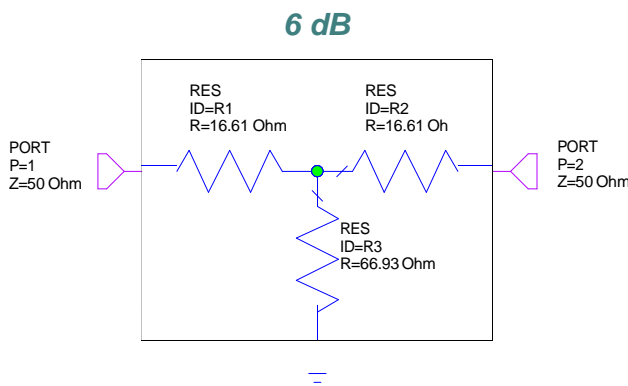 6 dB
RES
ID=R1
R=16.61 Ohm
RES
ID=R2
R=16.61 Oh
PORT
P=1
Z=50 Ohm
PORT
P=2
Z=50 Ohm
RES
ID=R3
R=66.93 Ohm